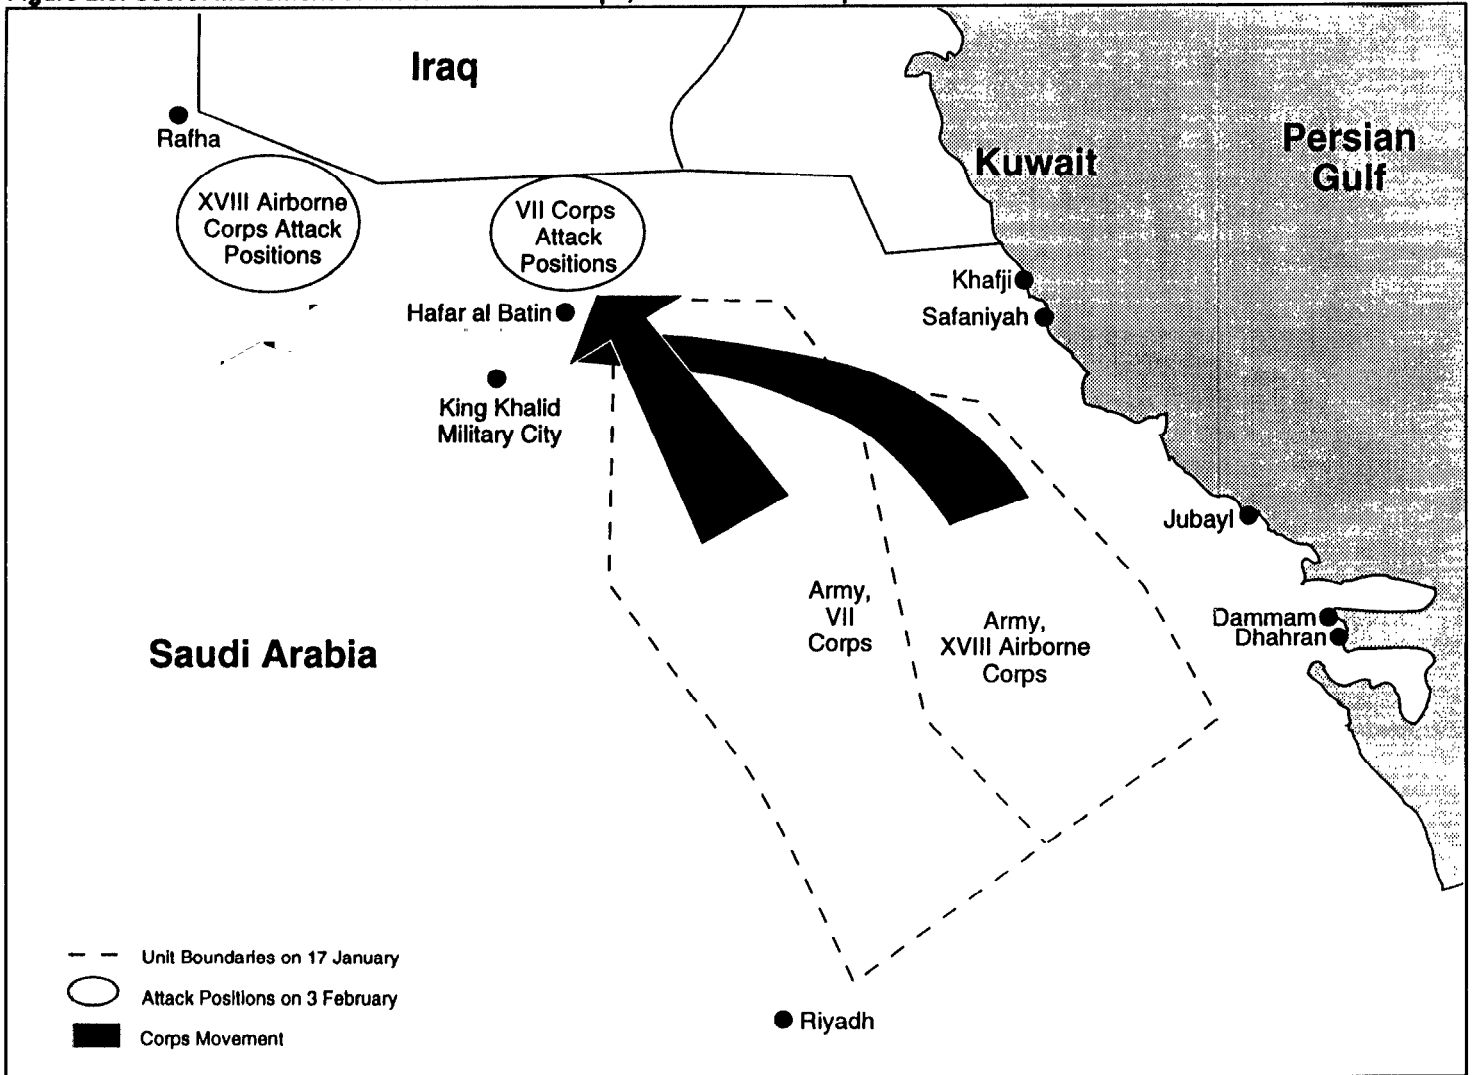 Iraq
Rafha
Kuwait
Persian
Gulf
XVIII Airborne
Corps Attack
Positions
VII Corps
Attack
Positions
Khafji
Safaniyah
Hafar al Batin
King Khalid
Military City
Jubayl
Army,
VII
Corps
Army,
XVIII Airborne
Corps
Dammam
Dhahran
Saudi Arabia
Unit Boundaries on 17 January
Attack Positions on 3 February
Corps Movement
Riyadh